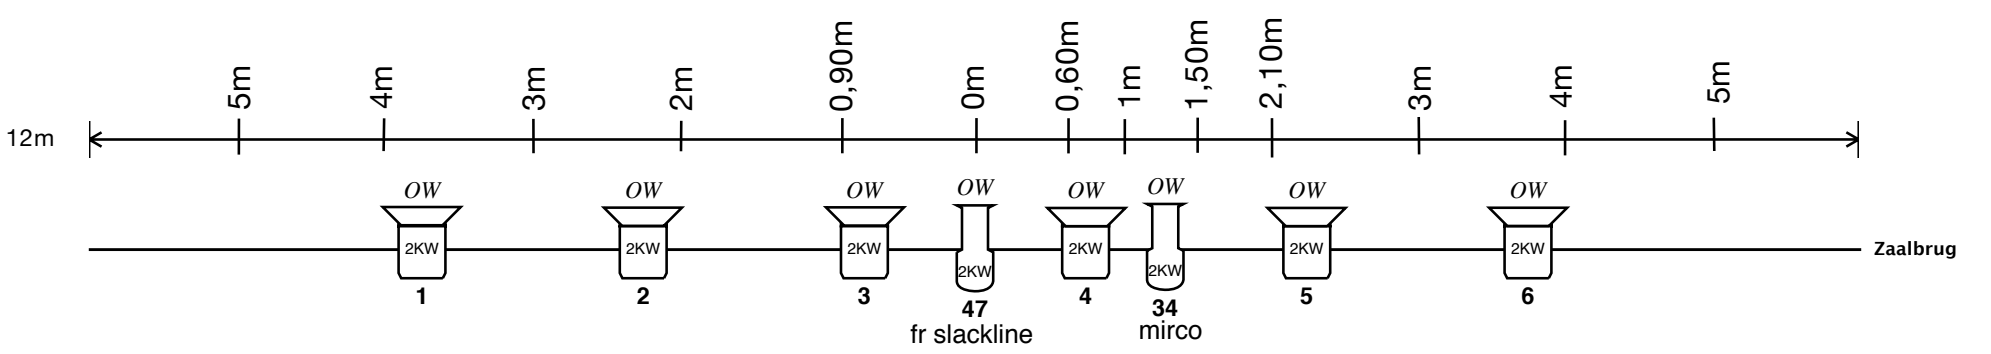 5m 4m 3m 2m 0,90m 0m 0,60m 1m 1,50m 2,10m 3m 4m 5m
12m
OW OW OW OW OW OW OW OW
2KW 2KW 2KW 2KW 2KW 2KW 2KW 2KW Zaalbrug
1 2 3 47 4 34 5 6
fr slackline mirco